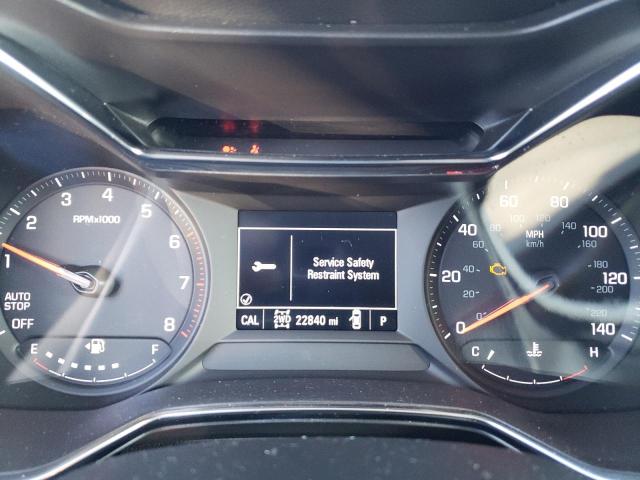 1 2 3 4 5 6 7 8
RPMx1000
AUTO
STOP
OFF
E F
Service Safety
Restraint System
CAL 2WD 22840 mi P
0 20 40 60 80 100 120 140
40 60 80 100 120 140 160 180 200 220
MPH
km/h
C H